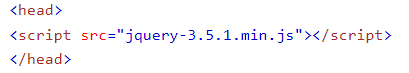 <head>
<script src="jquery-3.5.1.min.js"></script>
</head>